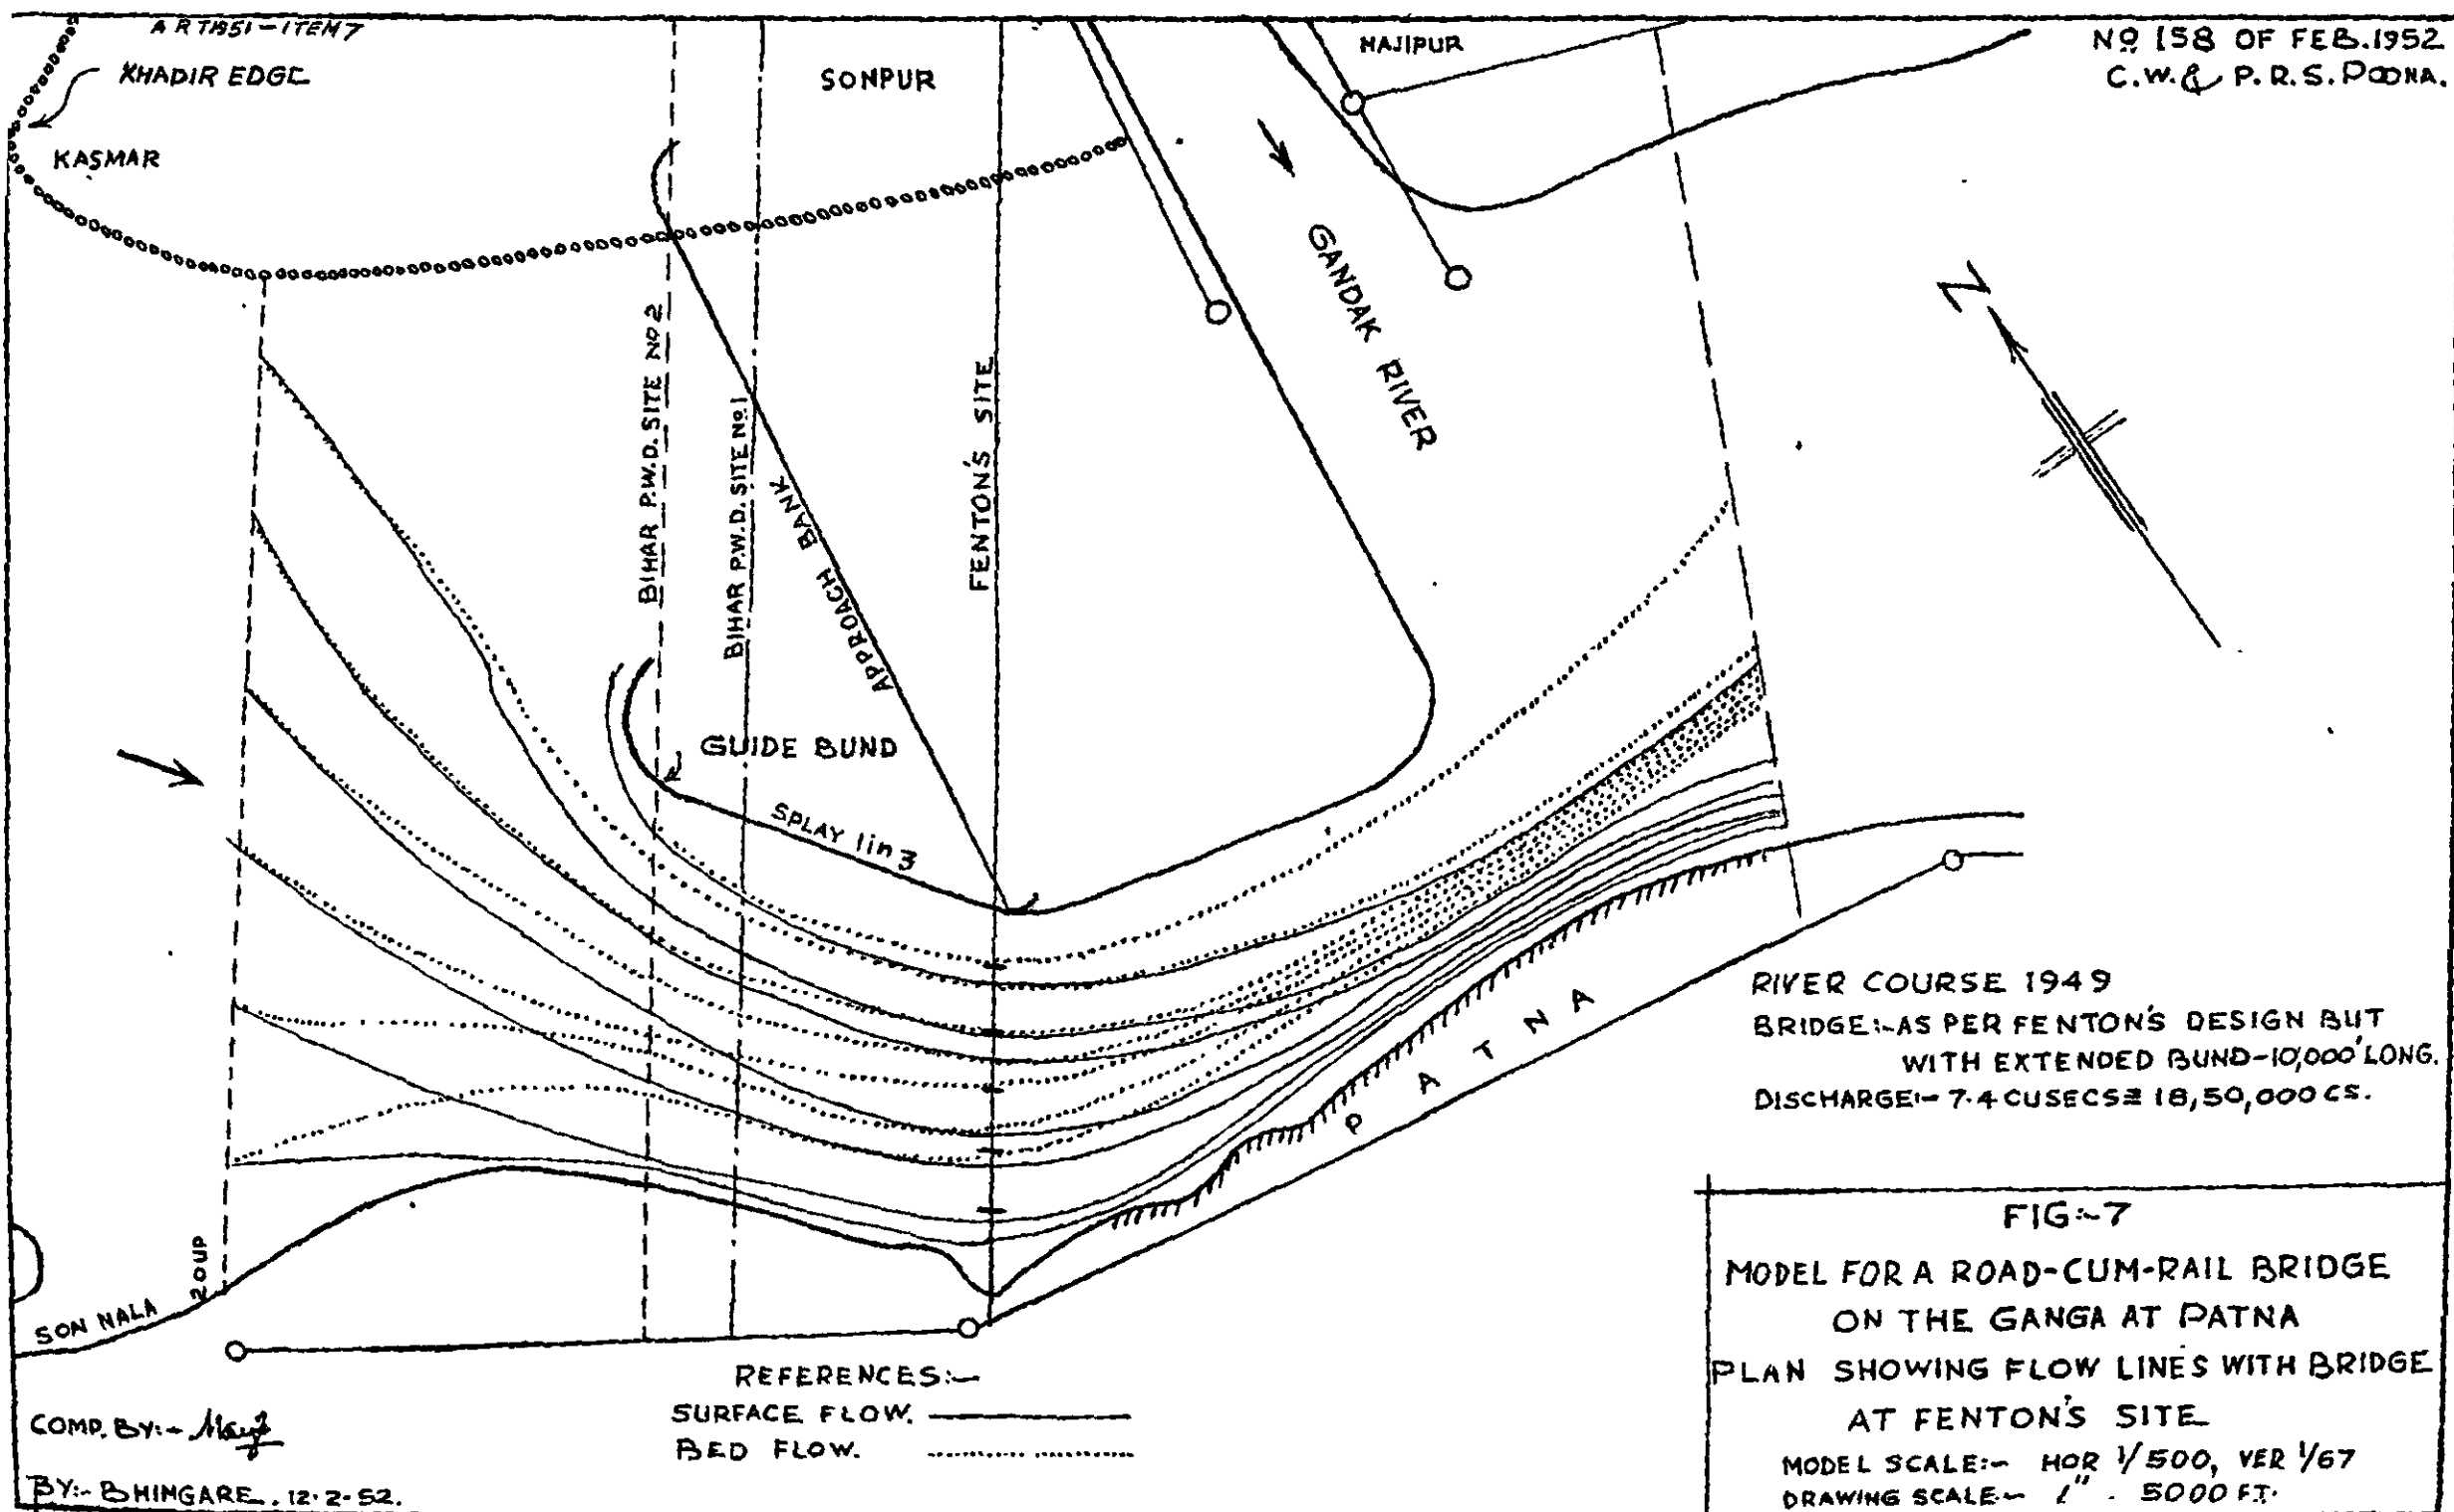 A R T 1951 - ITEM 7
Nº 158 OF FEB. 1952
C.W. & P. R. S. POONA.
KHADIR EDGE
KASMAR
SONPUR
HAJIPUR
GANDAK RIVER
N
BIHAR P.W.D. SITE Nº 2
BIHAR P.W.D. SITE Nº 1
APPROACH BANK
FENTON'S SITE
GUIDE BUND
SPLAY 1 in 3
PATNA
20UP
SON NALA
RIVER COURSE 1949
BRIDGE:- AS PER FENTON'S DESIGN BUT
WITH EXTENDED BUND-10,000' LONG.
DISCHARGE:- 7.4 CUSECS ≡ 18,50,000 CS.
REFERENCES:-
SURFACE FLOW.
BED FLOW.
COMP. BY:-
BY:- BHINGARE. 12.2-52.
FIG:-7
MODEL FOR A ROAD-CUM-RAIL BRIDGE
ON THE GANGA AT PATNA
PLAN SHOWING FLOW LINES WITH BRIDGE
AT FENTON'S SITE
MODEL SCALE:- HOR 1/500, VER 1/67
DRAWING SCALE:- 1" . 5000 FT.